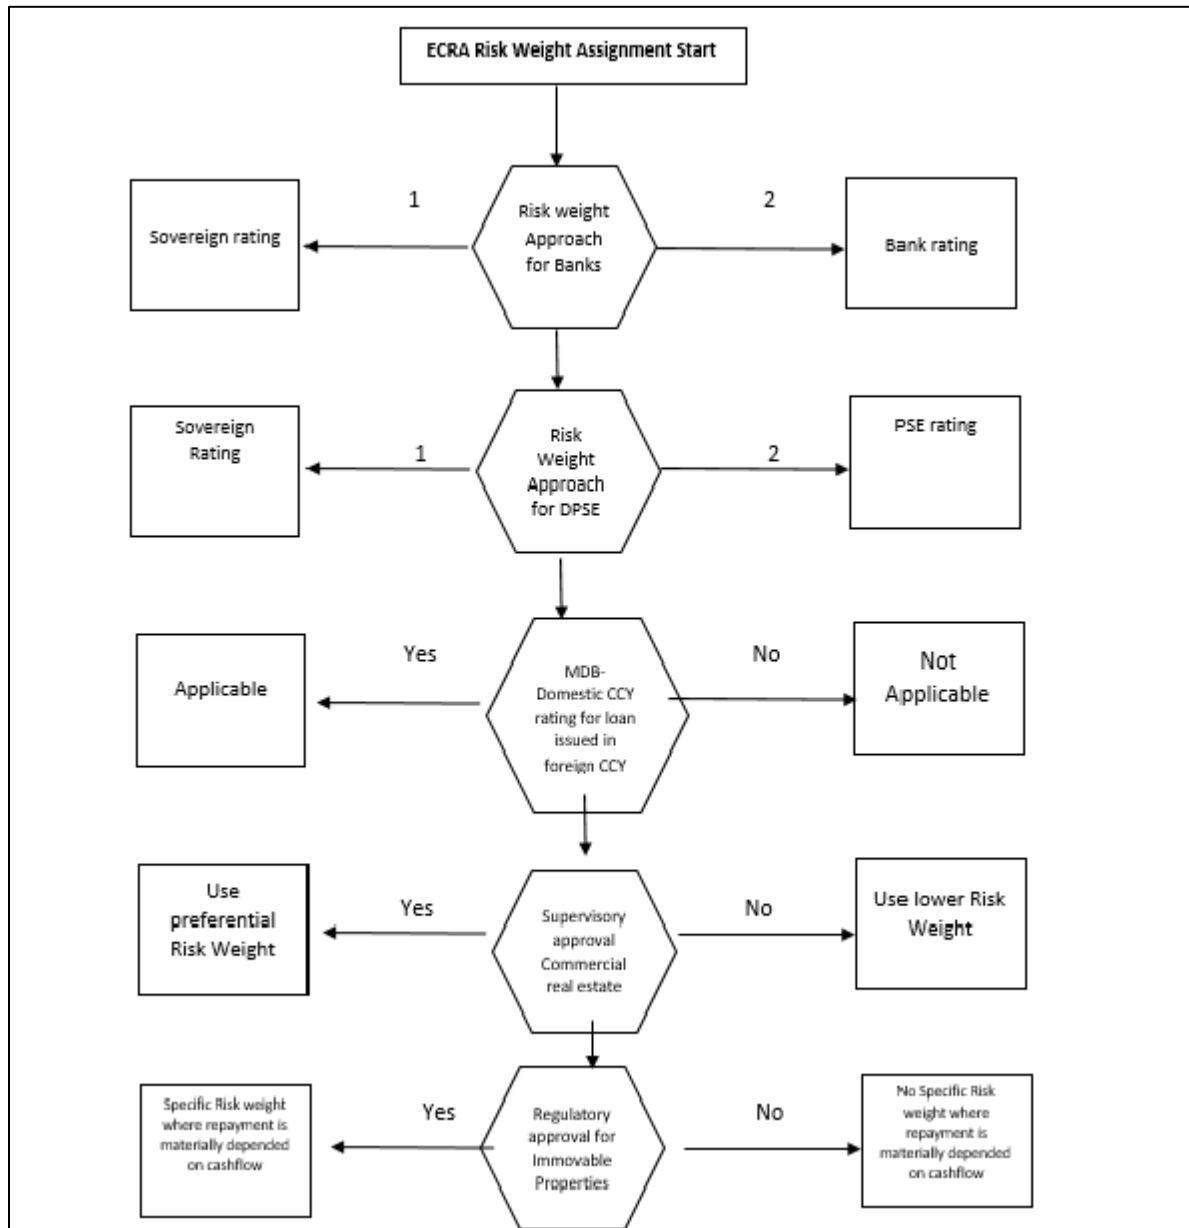 ECRA Risk Weight Assignment Start
1
2
Risk weight
Approach
for Banks
Sovereign rating
Bank rating
Sovereign
Rating
1
Risk
Weight
Approach
for DPSE
2
PSE rating
Applicable
Yes
MDB-
Domestic CCY
rating for loan
issued in
foreign CCY
No
Not
Applicable
Use
preferential
Risk Weight
Yes
Supervisory
approval
Commercial
real estate
No
Use lower Risk
Weight
Specific Risk weight
where repayment is
materially depended
on cashflow
Yes
Regulatory
approval for
Immovable
Properties
No
No Specific Risk
weight where
repayment is
materially depended
on cashflow